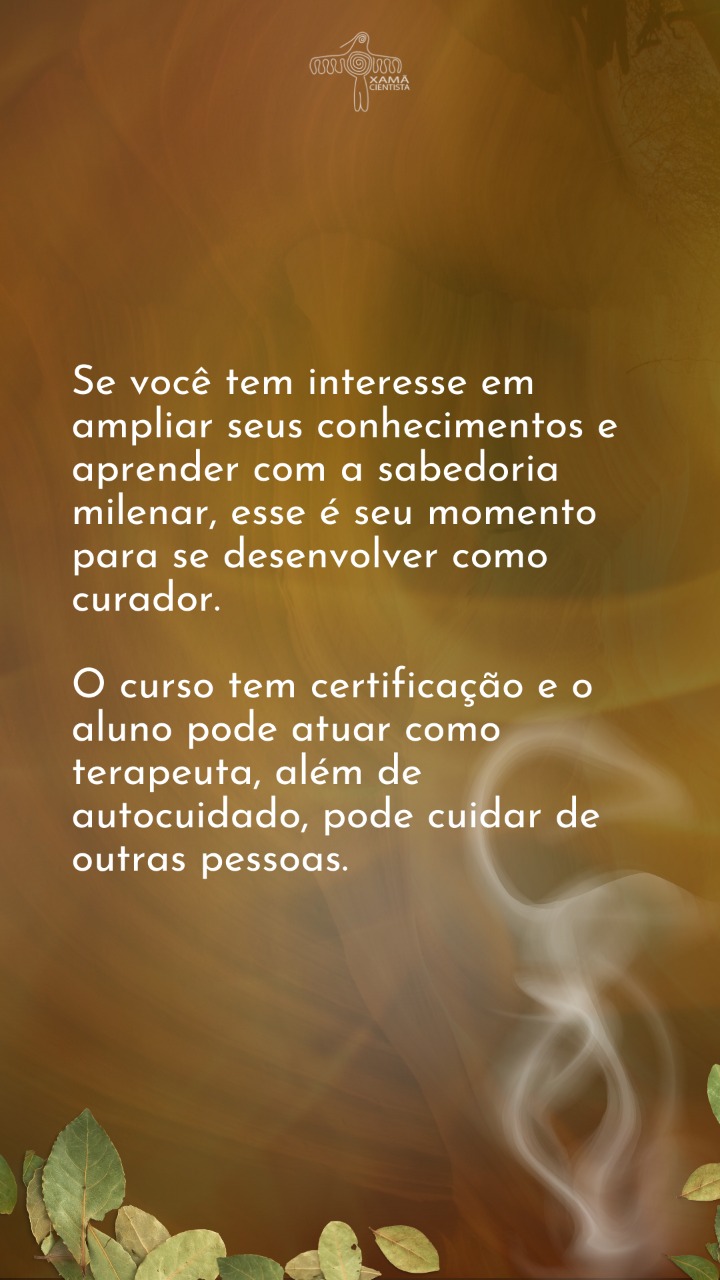 XAMÃ
CIENTISTA
Se você tem interesse em
ampliar seus conhecimentos e
aprender com a sabedoria
milenar, esse é seu momento
para se desenvolver como
curador.
O curso tem certificação e o
aluno pode atuar como
terapeuta, além de
autocuidado, pode cuidar de
outras pessoas.